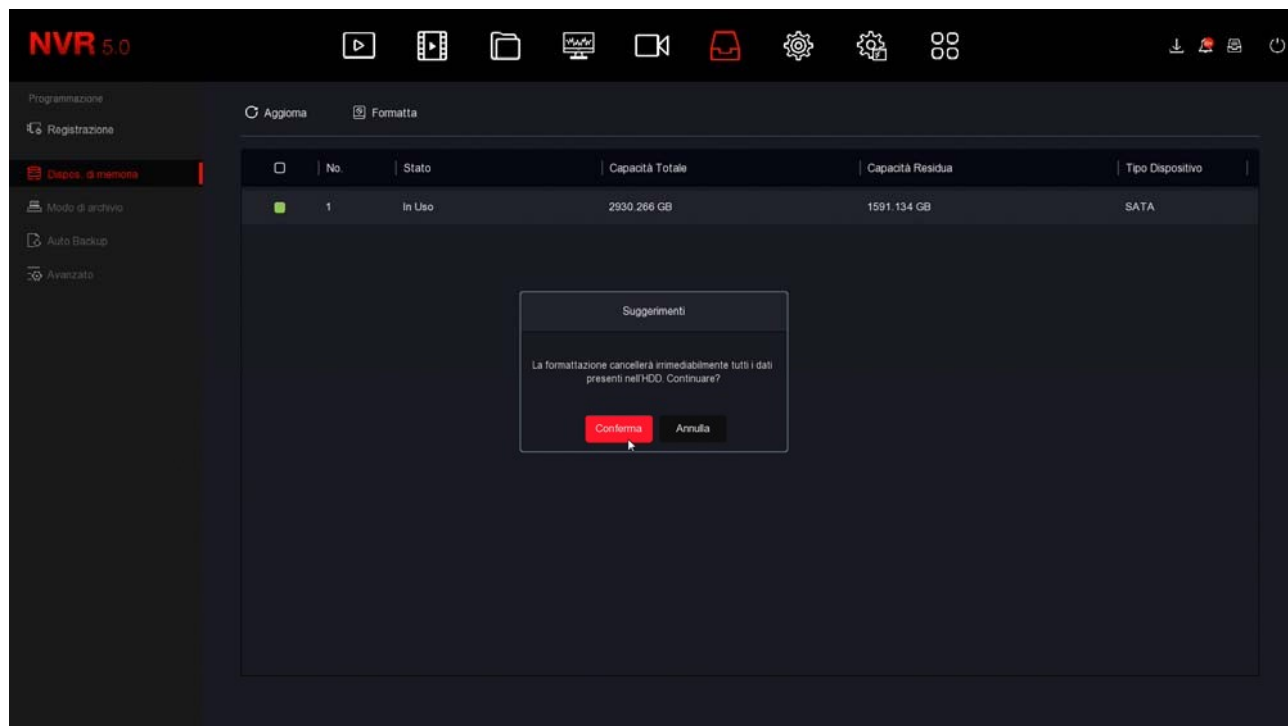 NVR 5.0
Programmazione
Registrazione
Dispos. di memoria
Modo di archivio
Auto Backup
Avanzato
Aggiorna
Formatta
No.
Stato
Capacità Totale
Capacità Residua
Tipo Dispositivo
1
In Uso
2930.266 GB
1591.134 GB
SATA
Suggerimenti
La formattazione cancellerà irrimediabilmente tutti i dati
presenti nell'HDD. Continuare?
Conferma
Annulla